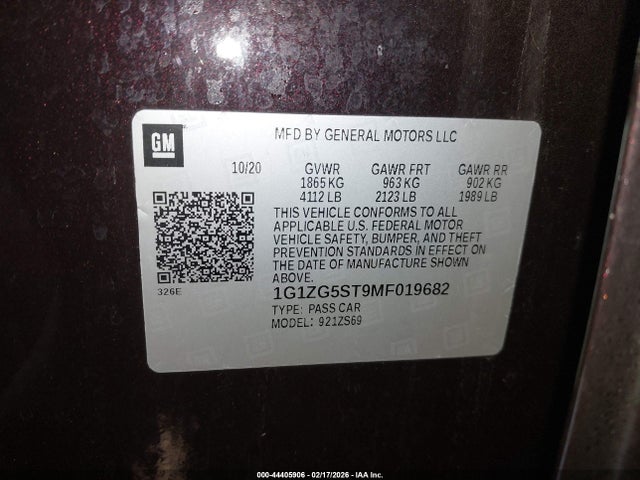 GM
MFD BY GENERAL MOTORS LLC
10/20 GVWR GAWR FRT GAWR RR
1865 KG 963 KG 902 KG
4112 LB 2123 LB 1989 LB
THIS VEHICLE CONFORMS TO ALL
APPLICABLE U.S. FEDERAL MOTOR
VEHICLE SAFETY, BUMPER, AND THEFT
PREVENTION STANDARDS IN EFFECT ON
THE DATE OF MANUFACTURE SHOWN
ABOVE.
326E
1G1ZG5ST9MF019682
TYPE: PASS CAR
MODEL: 921ZS69
000-44405906 - 02/17/2026 - IAA Inc.